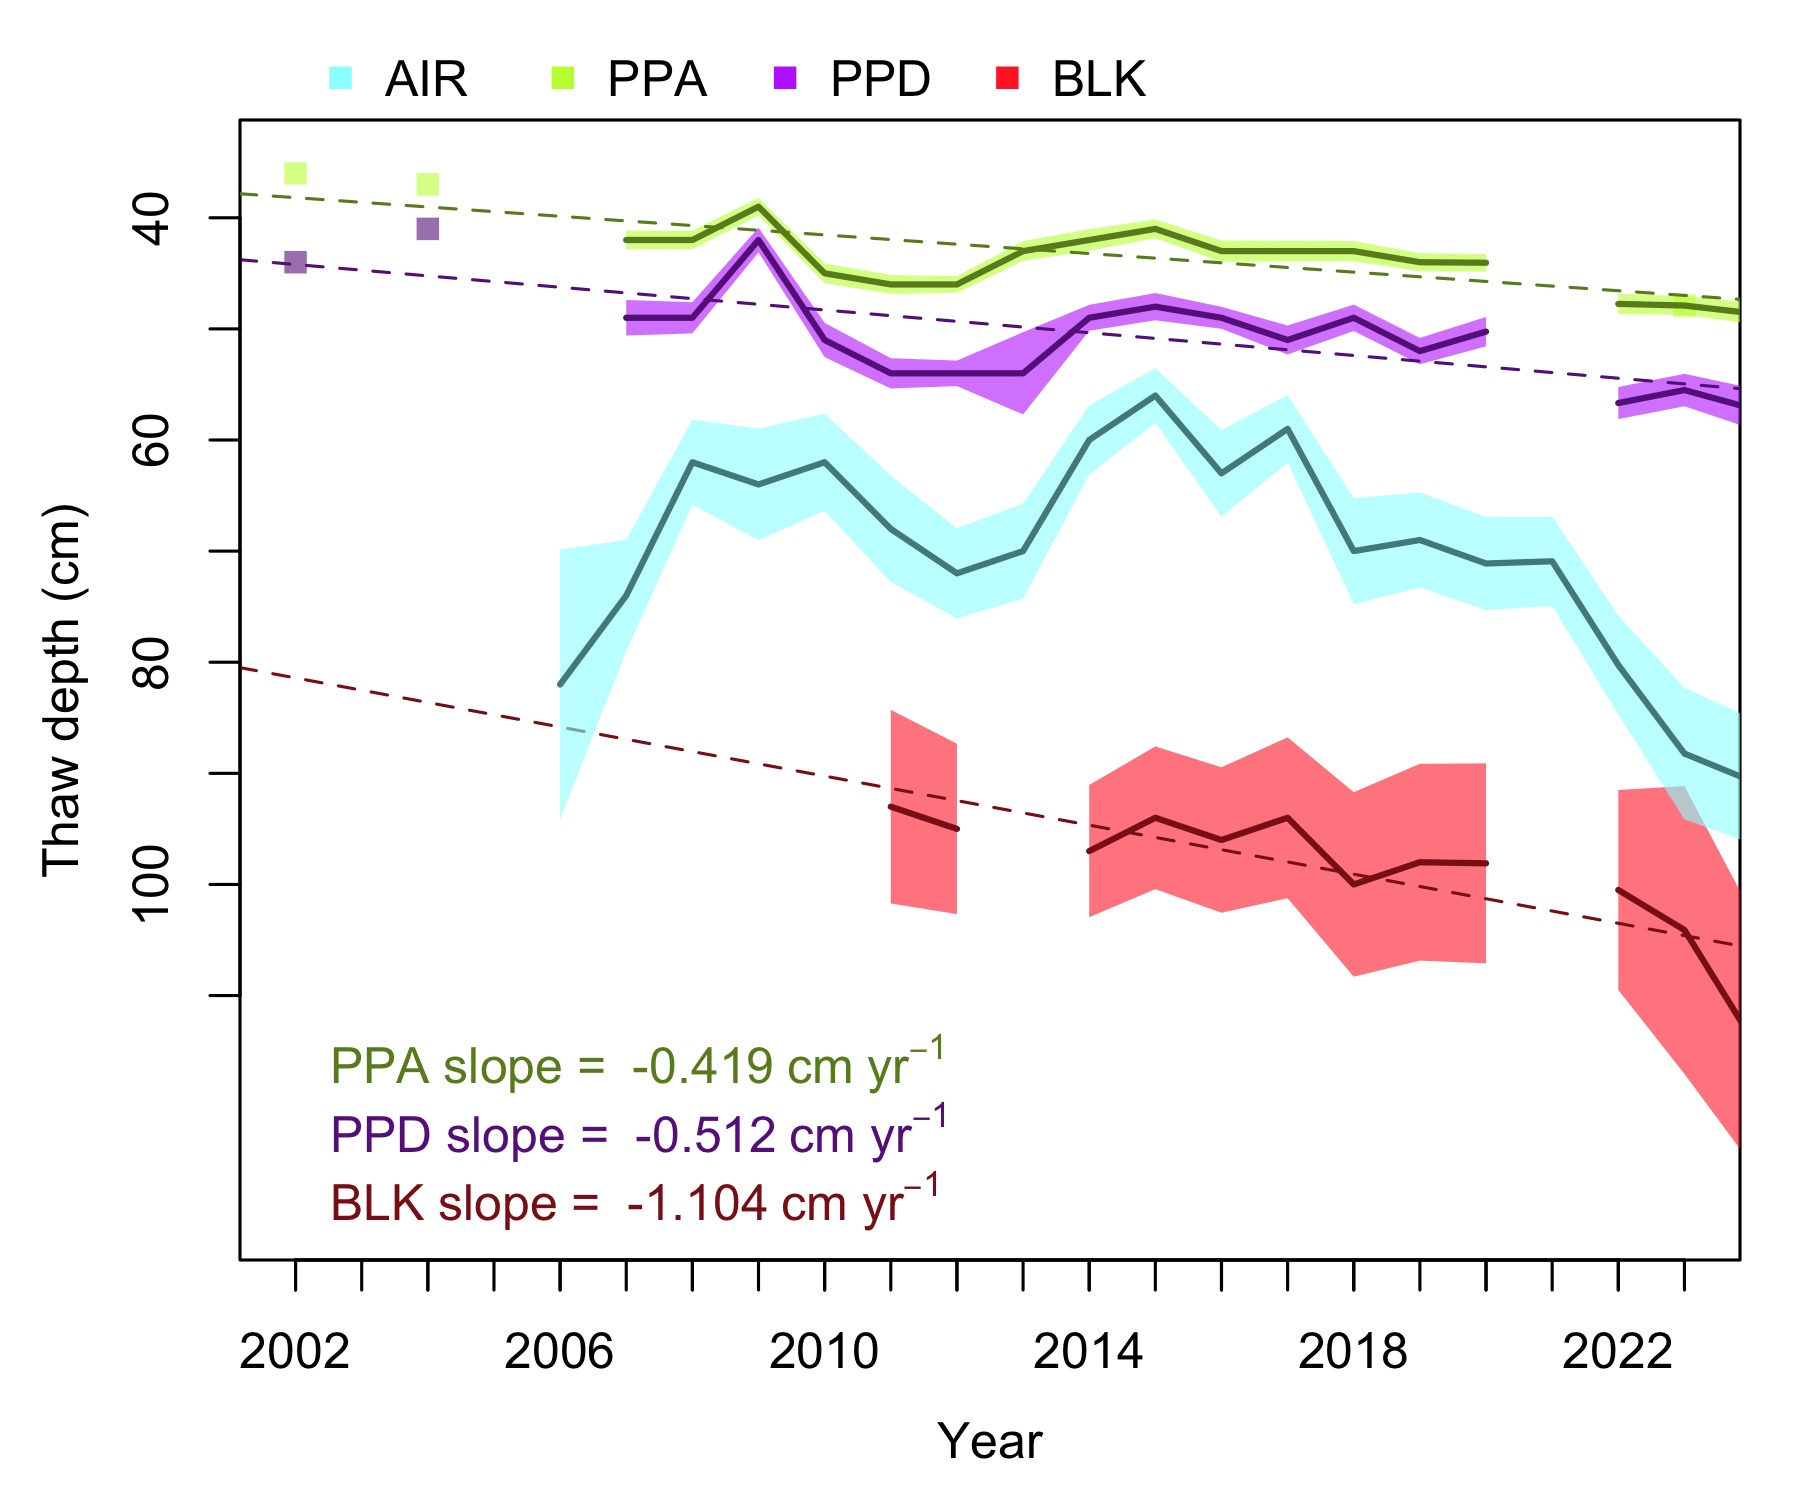 AIR PPA PPD BLK
40
60
80
100
Thaw depth (cm)
PPA slope = -0.419 cm yr⁻¹
PPD slope = -0.512 cm yr⁻¹
BLK slope = -1.104 cm yr⁻¹
2002 2006 2010 2014 2018 2022
Year